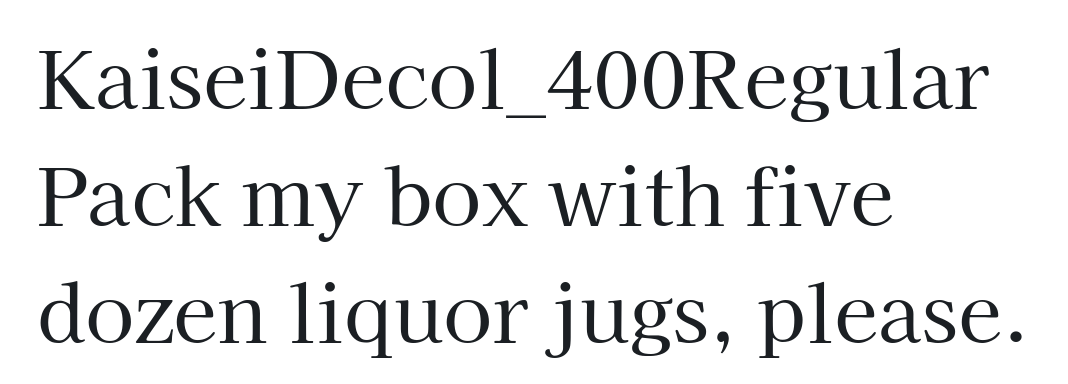 KaiseiDecol_400Regular
Pack my box with five
dozen liquor jugs, please.